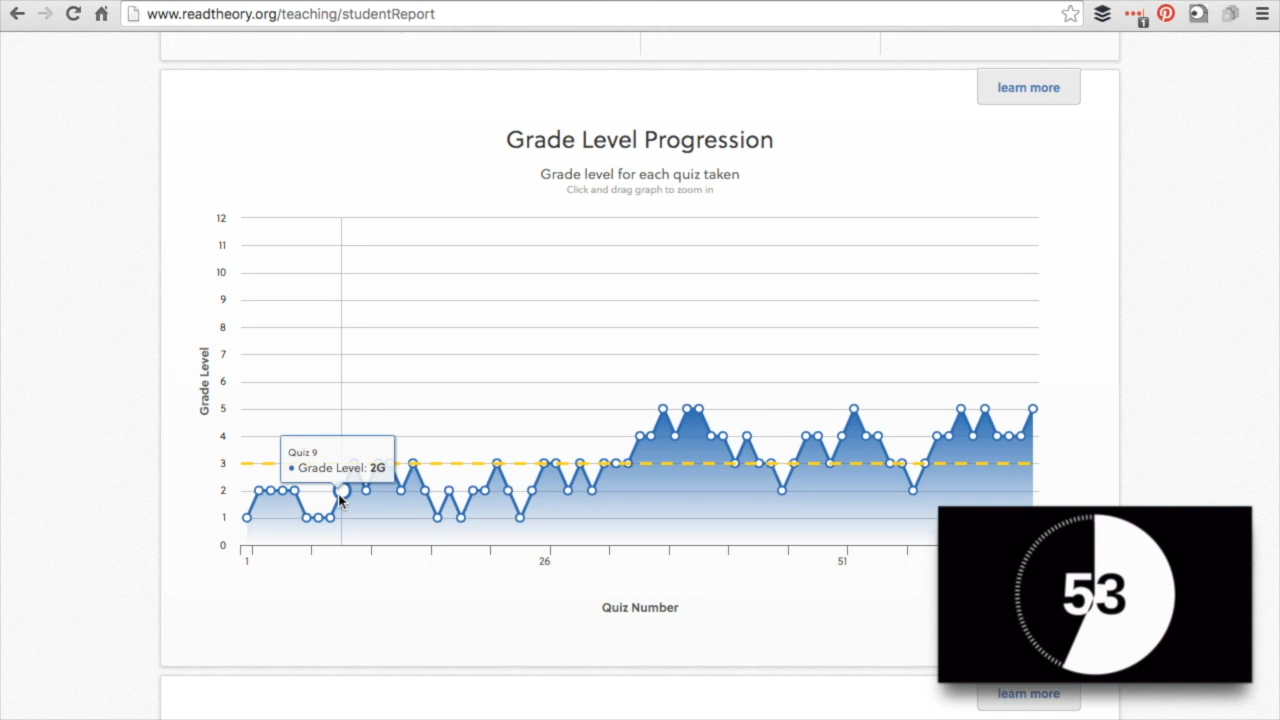 www.readtheory.org/teaching/studentReport
1
learn more
Grade Level Progression
Grade level for each quiz taken
Click and drag graph to zoom in
12
11
10
9
8
7
6
5
4
3
2
1
0
Grade Level
Quiz 9
• Grade Level: 2G
1
26
51
Quiz Number
53
learn more